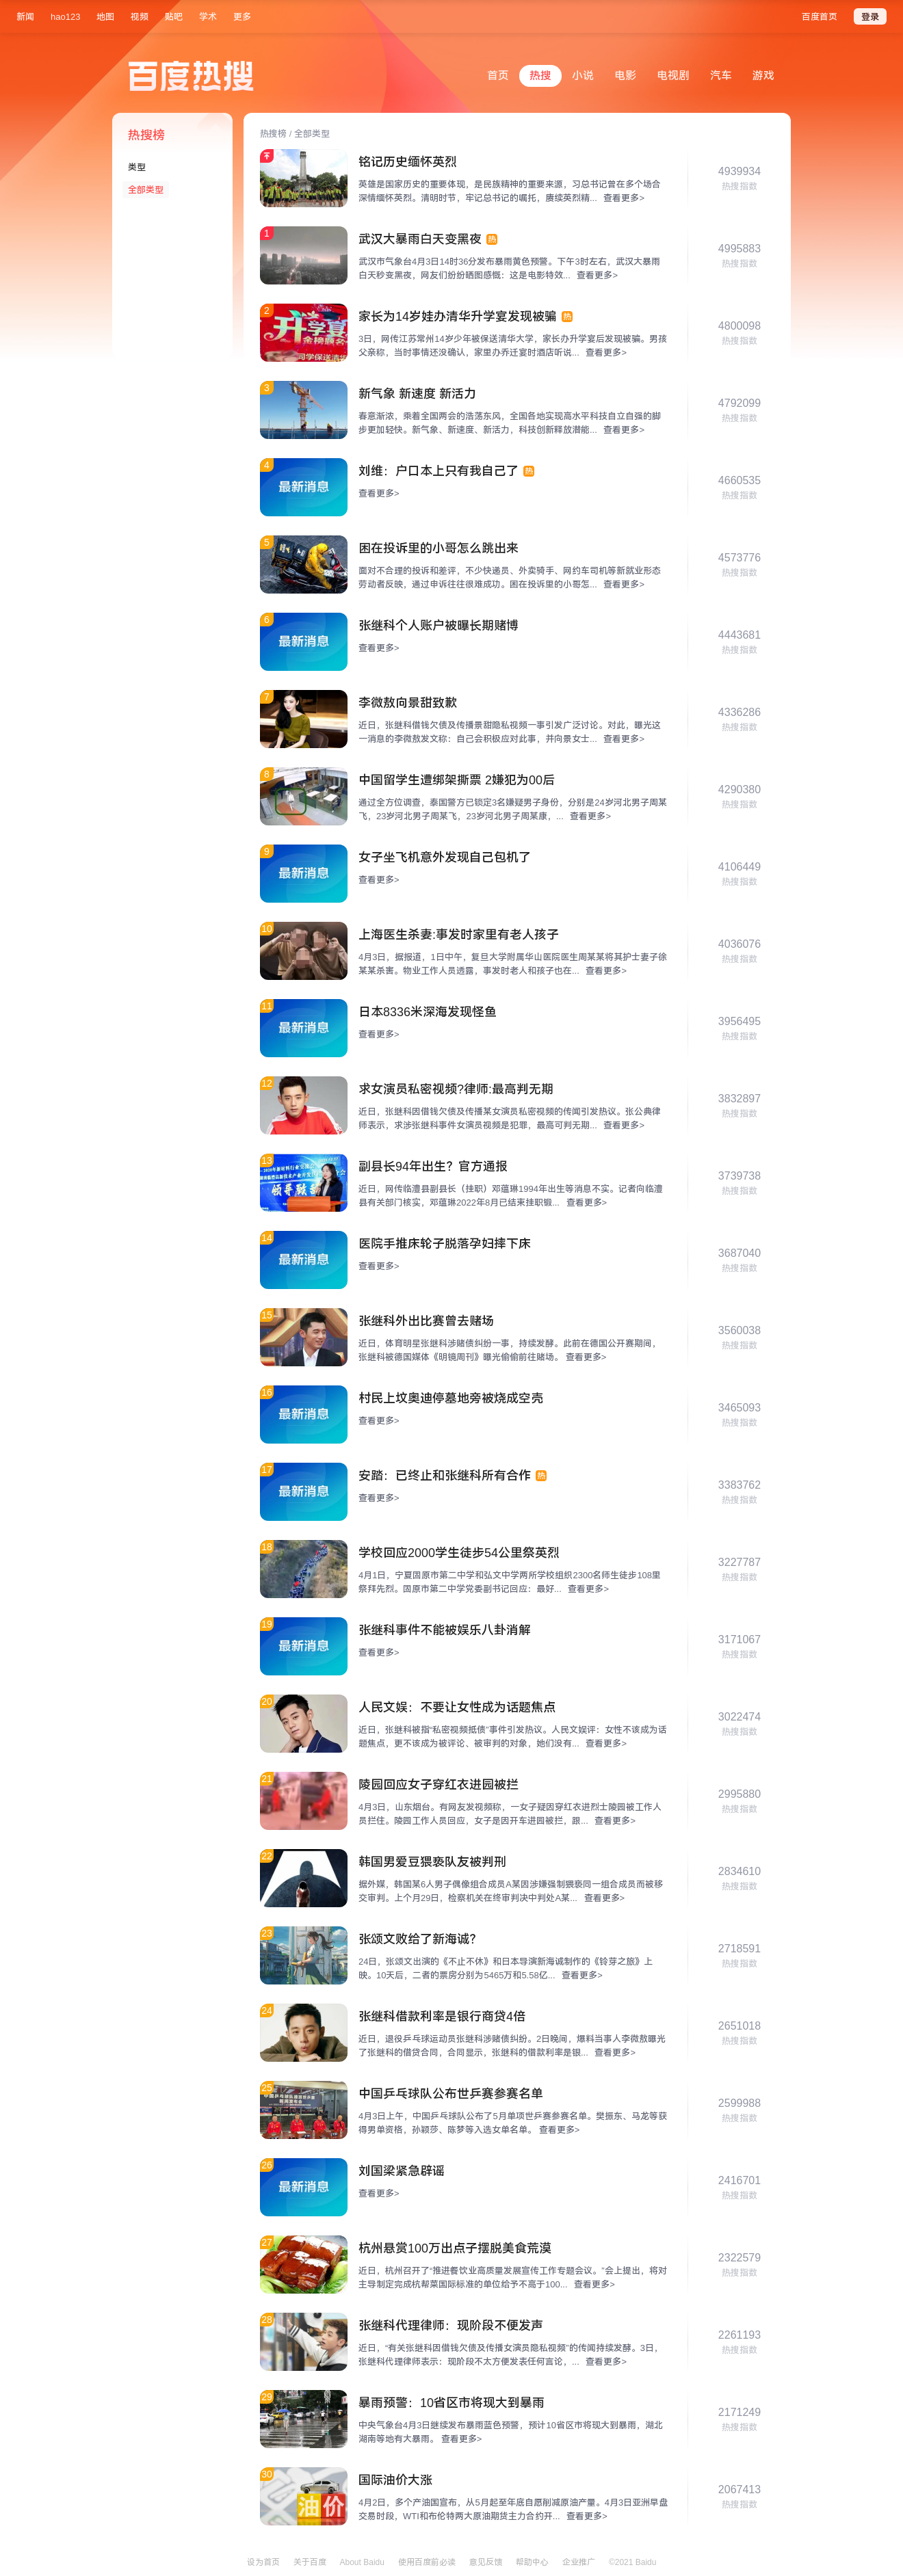 新闻 hao123 地图 视频 贴吧 学术 更多 百度首页 登录
百度热搜
首页 热搜 小说 电影 电视剧 汽车 游戏
热搜榜
类型
全部类型
热搜榜 / 全部类型
铭记历史缅怀英烈
英雄是国家历史的重要体现，是民族精神的重要来源，习总书记曾在多个场合
深情缅怀英烈。清明时节，牢记总书记的嘱托，赓续英烈精... 查看更多>
4939934
热搜指数
1
武汉大暴雨白天变黑夜 热
武汉市气象台4月3日14时36分发布暴雨黄色预警。下午3时左右，武汉大暴雨
白天秒变黑夜，网友们纷纷晒图感慨：这是电影特效... 查看更多>
4995883
热搜指数
2
家长为14岁娃办清华升学宴发现被骗 热
3日，网传江苏常州14岁少年被保送清华大学，家长办升学宴后发现被骗。男孩
父亲称，当时事情还没确认，家里办乔迁宴时酒店听说... 查看更多>
4800098
热搜指数
3
新气象 新速度 新活力
春意渐浓，乘着全国两会的浩荡东风，全国各地实现高水平科技自立自强的脚
步更加轻快。新气象、新速度、新活力，科技创新释放潜能... 查看更多>
4792099
热搜指数
4
最新消息
刘维：户口本上只有我自己了 热
查看更多>
4660535
热搜指数
5
困在投诉里的小哥怎么跳出来
面对不合理的投诉和差评，不少快递员、外卖骑手、网约车司机等新就业形态
劳动者反映，通过申诉往往很难成功。困在投诉里的小哥怎... 查看更多>
4573776
热搜指数
6
最新消息
张继科个人账户被曝长期赌博
查看更多>
4443681
热搜指数
7
李微敖向景甜致歉
近日，张继科借钱欠债及传播景甜隐私视频一事引发广泛讨论。对此，曝光这
一消息的李微敖发文称：自己会积极应对此事，并向景女士... 查看更多>
4336286
热搜指数
8
中国留学生遭绑架撕票 2嫌犯为00后
通过全方位调查，泰国警方已锁定3名嫌疑男子身份，分别是24岁河北男子周某
飞，23岁河北男子周某飞，23岁河北男子周某康，... 查看更多>
4290380
热搜指数
9
最新消息
女子坐飞机意外发现自己包机了
查看更多>
4106449
热搜指数
10
上海医生杀妻:事发时家里有老人孩子
4月3日，据报道，1日中午，复旦大学附属华山医院医生周某某将其护士妻子徐
某某杀害。物业工作人员透露，事发时老人和孩子也在... 查看更多>
4036076
热搜指数
11
最新消息
日本8336米深海发现怪鱼
查看更多>
3956495
热搜指数
12
求女演员私密视频?律师:最高判无期
近日，张继科因借钱欠债及传播某女演员私密视频的传闻引发热议。张公典律
师表示，求涉张继科事件女演员视频是犯罪，最高可判无期... 查看更多>
3832897
热搜指数
13
副县长94年出生？官方通报
近日，网传临澧县副县长（挂职）邓蕴琳1994年出生等消息不实。记者向临澧
县有关部门核实，邓蕴琳2022年8月已结束挂职锻... 查看更多>
3739738
热搜指数
14
最新消息
医院手推床轮子脱落孕妇摔下床
查看更多>
3687040
热搜指数
15
张继科外出比赛曾去赌场
近日，体育明星张继科涉赌债纠纷一事，持续发酵。此前在德国公开赛期间，
张继科被德国媒体《明镜周刊》曝光偷偷前往赌场。 查看更多>
3560038
热搜指数
16
最新消息
村民上坟奥迪停墓地旁被烧成空壳
查看更多>
3465093
热搜指数
17
最新消息
安踏：已终止和张继科所有合作 热
查看更多>
3383762
热搜指数
18
学校回应2000学生徒步54公里祭英烈
4月1日，宁夏固原市第二中学和弘文中学两所学校组织2300名师生徒步108里
祭拜先烈。固原市第二中学党委副书记回应：最好... 查看更多>
3227787
热搜指数
19
最新消息
张继科事件不能被娱乐八卦消解
查看更多>
3171067
热搜指数
20
人民文娱：不要让女性成为话题焦点
近日，张继科被指“私密视频抵债”事件引发热议。人民文娱评：女性不该成为话
题焦点，更不该成为被评论、被审判的对象，她们没有... 查看更多>
3022474
热搜指数
21
陵园回应女子穿红衣进园被拦
4月3日，山东烟台。有网友发视频称，一女子疑因穿红衣进烈士陵园被工作人
员拦住。陵园工作人员回应，女子是因开车进园被拦，跟... 查看更多>
2995880
热搜指数
22
韩国男爱豆猥亵队友被判刑
据外媒，韩国某6人男子偶像组合成员A某因涉嫌强制猥亵同一组合成员而被移
交审判。上个月29日，检察机关在终审判决中判处A某... 查看更多>
2834610
热搜指数
23
张颂文败给了新海诚？
24日，张颂文出演的《不止不休》和日本导演新海诚制作的《铃芽之旅》上
映。10天后，二者的票房分别为5465万和5.58亿... 查看更多>
2718591
热搜指数
24
张继科借款利率是银行商贷4倍
近日，退役乒乓球运动员张继科涉赌债纠纷。2日晚间，爆料当事人李微敖曝光
了张继科的借贷合同，合同显示，张继科的借款利率是银... 查看更多>
2651018
热搜指数
25
中国乒乓球队公布世乒赛参赛名单
4月3日上午，中国乒乓球队公布了5月单项世乒赛参赛名单。樊振东、马龙等获
得男单资格，孙颖莎、陈梦等入选女单名单。 查看更多>
2599988
热搜指数
26
最新消息
刘国梁紧急辟谣
查看更多>
2416701
热搜指数
27
杭州悬赏100万出点子摆脱美食荒漠
近日，杭州召开了“推进餐饮业高质量发展宣传工作专题会议。”会上提出，将对
主导制定完成杭帮菜国际标准的单位给予不高于100... 查看更多>
2322579
热搜指数
28
张继科代理律师：现阶段不便发声
近日，“有关张继科因借钱欠债及传播女演员隐私视频”的传闻持续发酵。3日，
张继科代理律师表示：现阶段不太方便发表任何言论，... 查看更多>
2261193
热搜指数
29
暴雨预警：10省区市将现大到暴雨
中央气象台4月3日继续发布暴雨蓝色预警，预计10省区市将现大到暴雨，湖北
湖南等地有大暴雨。 查看更多>
2171249
热搜指数
30
油价
国际油价大涨
4月2日，多个产油国宣布，从5月起至年底自愿削减原油产量。4月3日亚洲早盘
交易时段，WTI和布伦特两大原油期货主力合约开... 查看更多>
2067413
热搜指数
设为首页 关于百度 About Baidu 使用百度前必读 意见反馈 帮助中心 企业推广 ©2021 Baidu